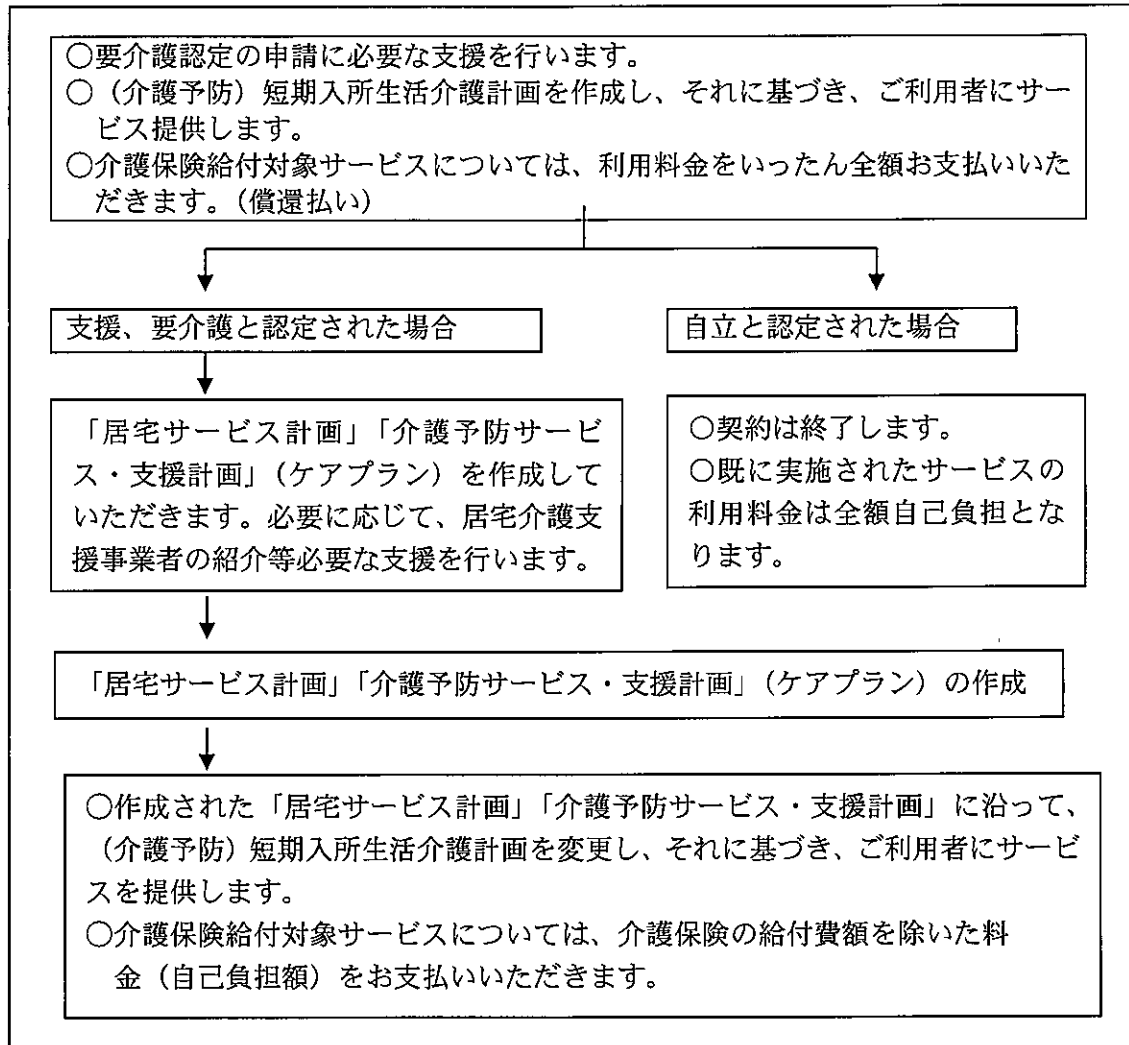 ○要介護認定の申請に必要な支援を行います。
○（介護予防）短期入所生活介護計画を作成し、それに基づき、ご利用者にサー
ビス提供します。
○介護保険給付対象サービスについては、利用料金をいったん全額お支払いいた
だきます。（償還払い）
支援、要介護と認定された場合
自立と認定された場合
「居宅サービス計画」「介護予防サービ
ス・支援計画」（ケアプラン）を作成して
いただきます。必要に応じて、居宅介護支
援事業者の紹介等必要な支援を行います。
○契約は終了します。
○既に実施されたサービスの
利用料金は全額自己負担とな
ります。
「居宅サービス計画」「介護予防サービス・支援計画」（ケアプラン）の作成
○作成された「居宅サービス計画」「介護予防サービス・支援計画」に沿って、
（介護予防）短期入所生活介護計画を変更し、それに基づき、ご利用者にサービ
スを提供します。
○介護保険給付対象サービスについては、介護保険の給付費額を除いた料
金（自己負担額）をお支払いいただきます。